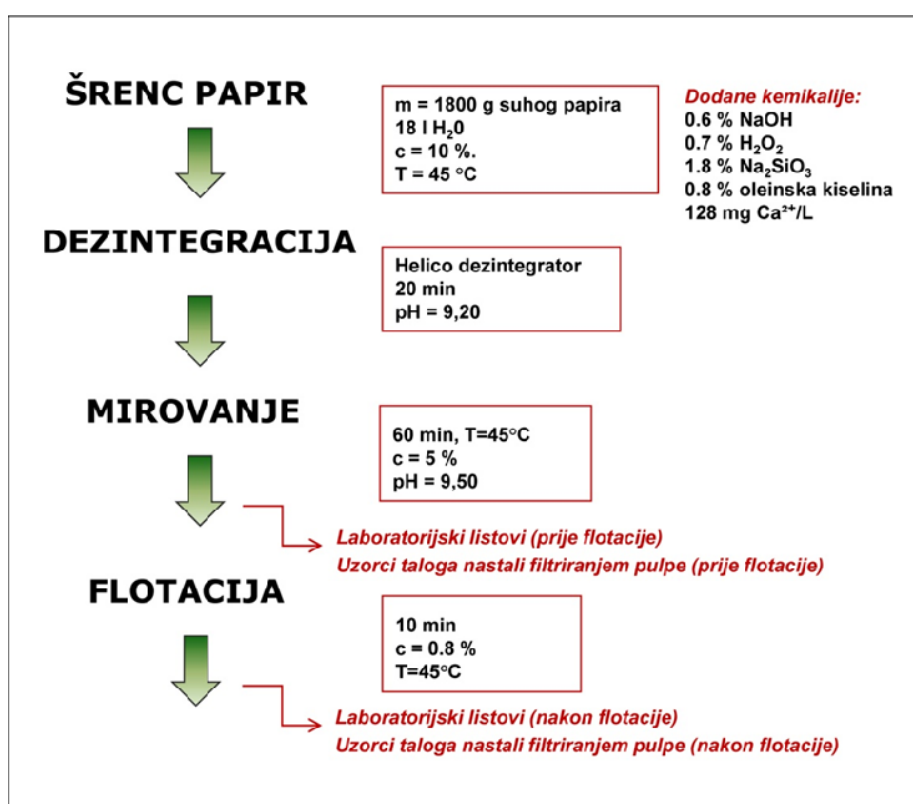 ŠRENC PAPIR
m = 1800 g suhog papira
18 l H₂0
c = 10 %.
T = 45 °C
Dodane kemikalije:
0.6 % NaOH
0.7 % H₂O₂
1.8 % Na₂SiO₃
0.8 % oleinska kiselina
128 mg Ca²⁺/L
DEZINTEGRACIJA
Helico dezintegrator
20 min
pH = 9,20
MIROVANJE
60 min, T=45°C
c = 5 %
pH = 9,50
Laboratorijski listovi (prije flotacije)
Uzorci taloga nastali filtriranjem pulpe (prije flotacije)
FLOTACIJA
10 min
c = 0.8 %
T=45°C
Laboratorijski listovi (nakon flotacije)
Uzorci taloga nastali filtriranjem pulpe (nakon flotacije)